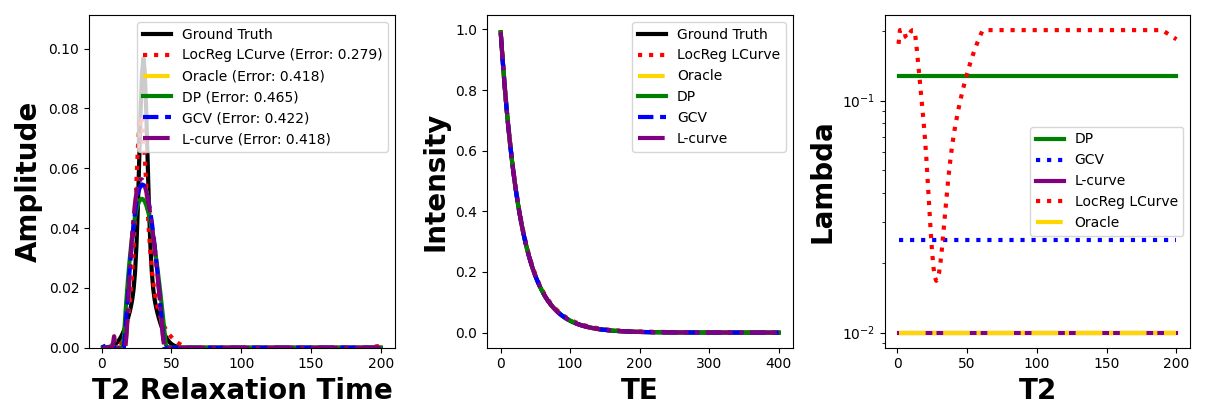 Amplitude
0.10
0.08
0.06
0.04
0.02
0.00
0
50
100
150
200
T2 Relaxation Time
Ground Truth
LocReg LCurve (Error: 0.279)
Oracle (Error: 0.418)
DP (Error: 0.465)
GCV (Error: 0.422)
L-curve (Error: 0.418)
Intensity
1.0
0.8
0.6
0.4
0.2
0.0
0
100
200
300
400
TE
Ground Truth
LocReg LCurve
Oracle
DP
GCV
L-curve
Lambda
10⁻¹
10⁻²
0
50
100
150
200
T2
DP
GCV
L-curve
LocReg LCurve
Oracle